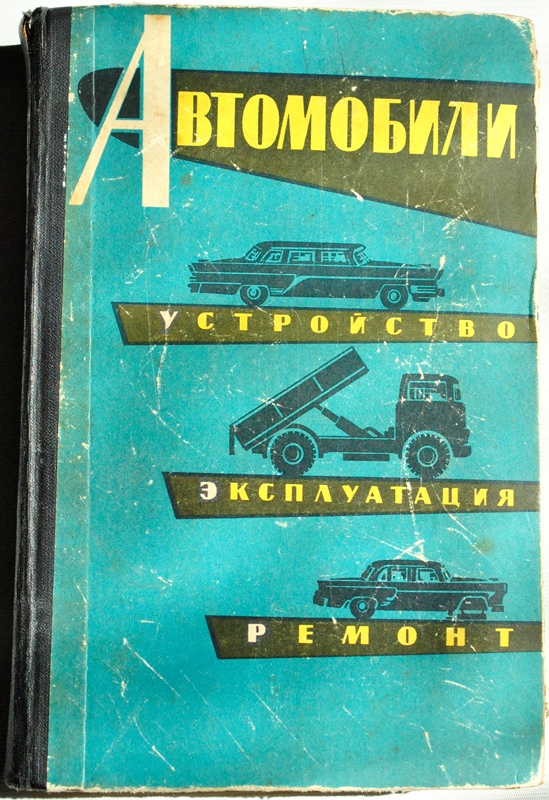 Автомобили
Устройство
Эксплуатация
Ремонт